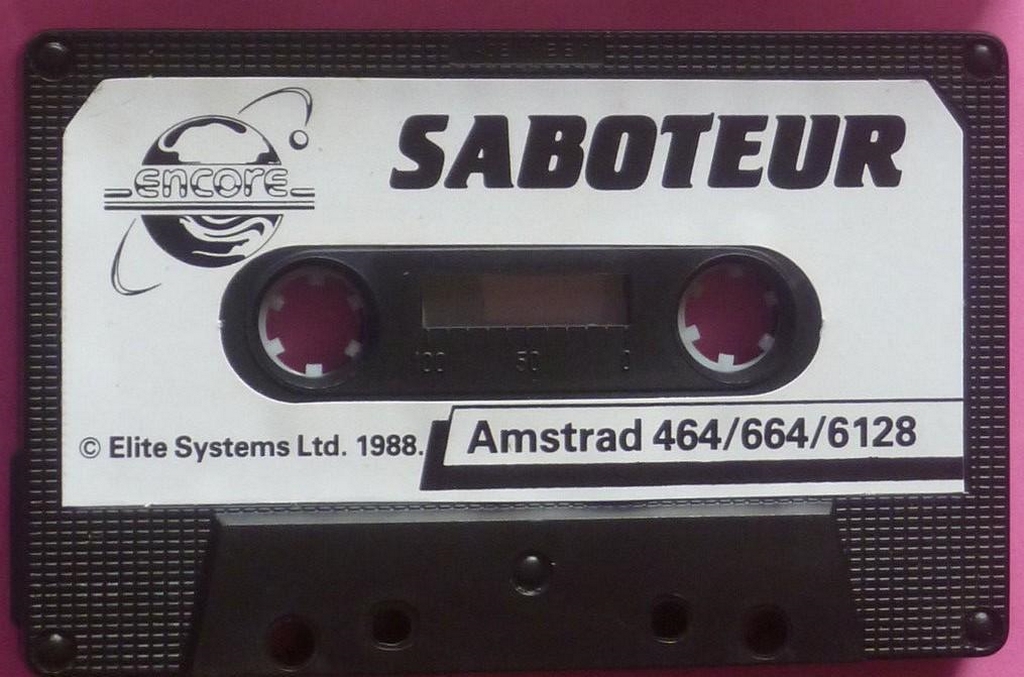 SABOTEUR
encore
100 50 0
© Elite Systems Ltd. 1988.
Amstrad 464/664/6128